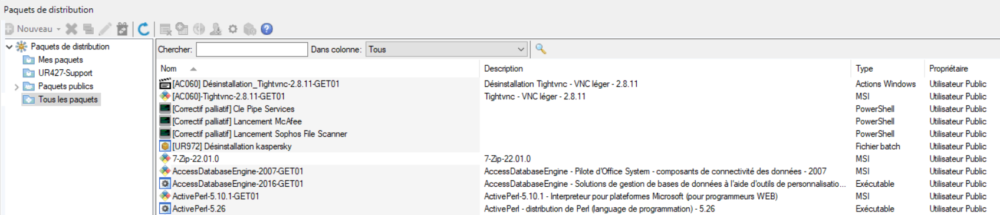 Paquets de distribution
Nouveau
Paquets de distribution
Mes paquets
UR427-Support
Paquets publics
Tous les paquets
Chercher: Dans colonne: Tous
Nom Description Type Propriétaire
[AC060] Désinstallation_Tightvnc-2.8.11-GET01 Désinstallation Tightvnc - VNC léger - 2.8.11 Actions Windows Utilisateur Public
[AC060]-Tightvnc-2.8.11-GET01 Tightvnc - VNC léger - 2.8.11 MSI Utilisateur Public
[Correctif palliatif] Cle Pipe Services PowerShell Utilisateur Public
[Correctif palliatif] Lancement McAfee PowerShell Utilisateur Public
[Correctif palliatif] Lancement Sophos File Scanner PowerShell Utilisateur Public
[UR972] Désinstallation kaspersky Fichier batch Utilisateur Public
7-Zip-22.01.0 7-Zip-22.01.0 MSI Utilisateur Public
AccessDatabaseEngine-2007-GET01 AccessDatabaseEngine - Pilote d'Office System - composants de connectivité des données - 2007 MSI Utilisateur Public
AccessDatabaseEngine-2016-GET01 AccessDatabaseEngine - Solutions de gestion de bases de données à l'aide d'outils de personnalisatio... Exécutable Utilisateur Public
ActivePerl-5.10.1-GET01 ActivePerl-5.10.1 - Interpreteur pour plateformes Microsoft (pour programmeurs WEB) MSI Utilisateur Public
ActivePerl-5.26 ActivePerl - distribution de Perl (language de programmation) - 5.26 Exécutable Utilisateur Public